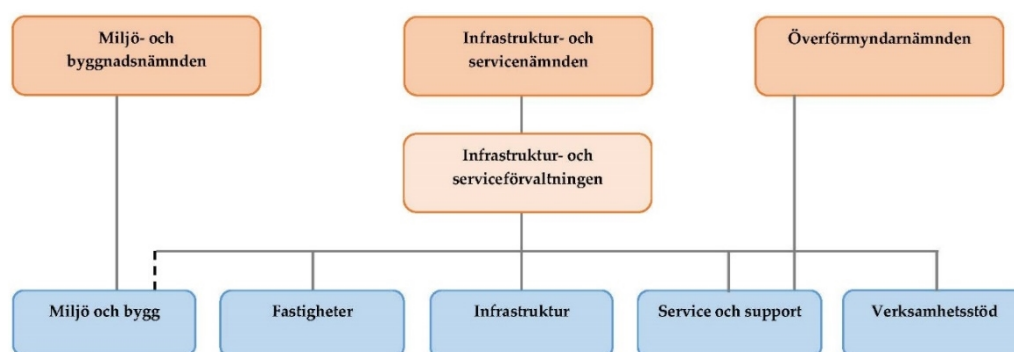 Miljö- och
byggnadsnämnden
Infrastruktur- och
servicenämnden
Överförmyndarnämnden
Infrastruktur- och
serviceförvaltningen
Miljö och bygg
Fastigheter
Infrastruktur
Service och support
Verksamhetsstöd